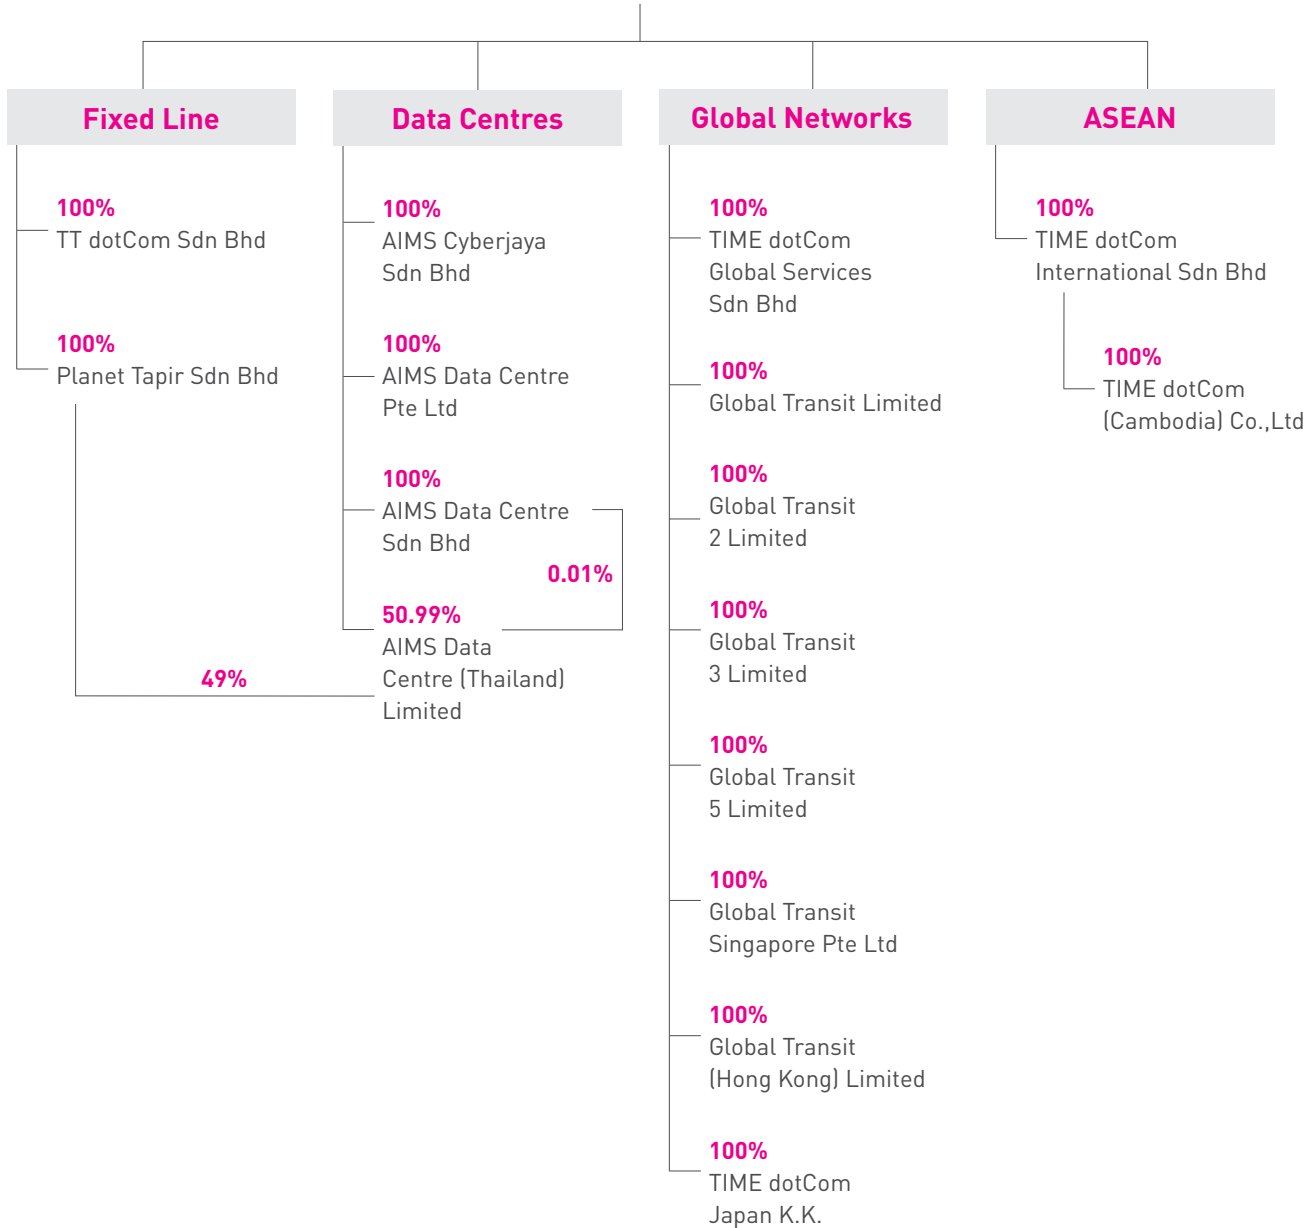 Fixed Line
100%
TT dotCom Sdn Bhd
100%
Planet Tapir Sdn Bhd
49%
Data Centres
100%
AIMS Cyberjaya
Sdn Bhd
100%
AIMS Data Centre
Pte Ltd
100%
AIMS Data Centre
Sdn Bhd
0.01%
50.99%
AIMS Data
Centre (Thailand)
Limited
Global Networks
100%
TIME dotCom
Global Services
Sdn Bhd
100%
Global Transit Limited
100%
Global Transit
2 Limited
100%
Global Transit
3 Limited
100%
Global Transit
5 Limited
100%
Global Transit
Singapore Pte Ltd
100%
Global Transit
(Hong Kong) Limited
100%
TIME dotCom
Japan K.K.
ASEAN
100%
TIME dotCom
International Sdn Bhd
100%
TIME dotCom
(Cambodia) Co.,Ltd